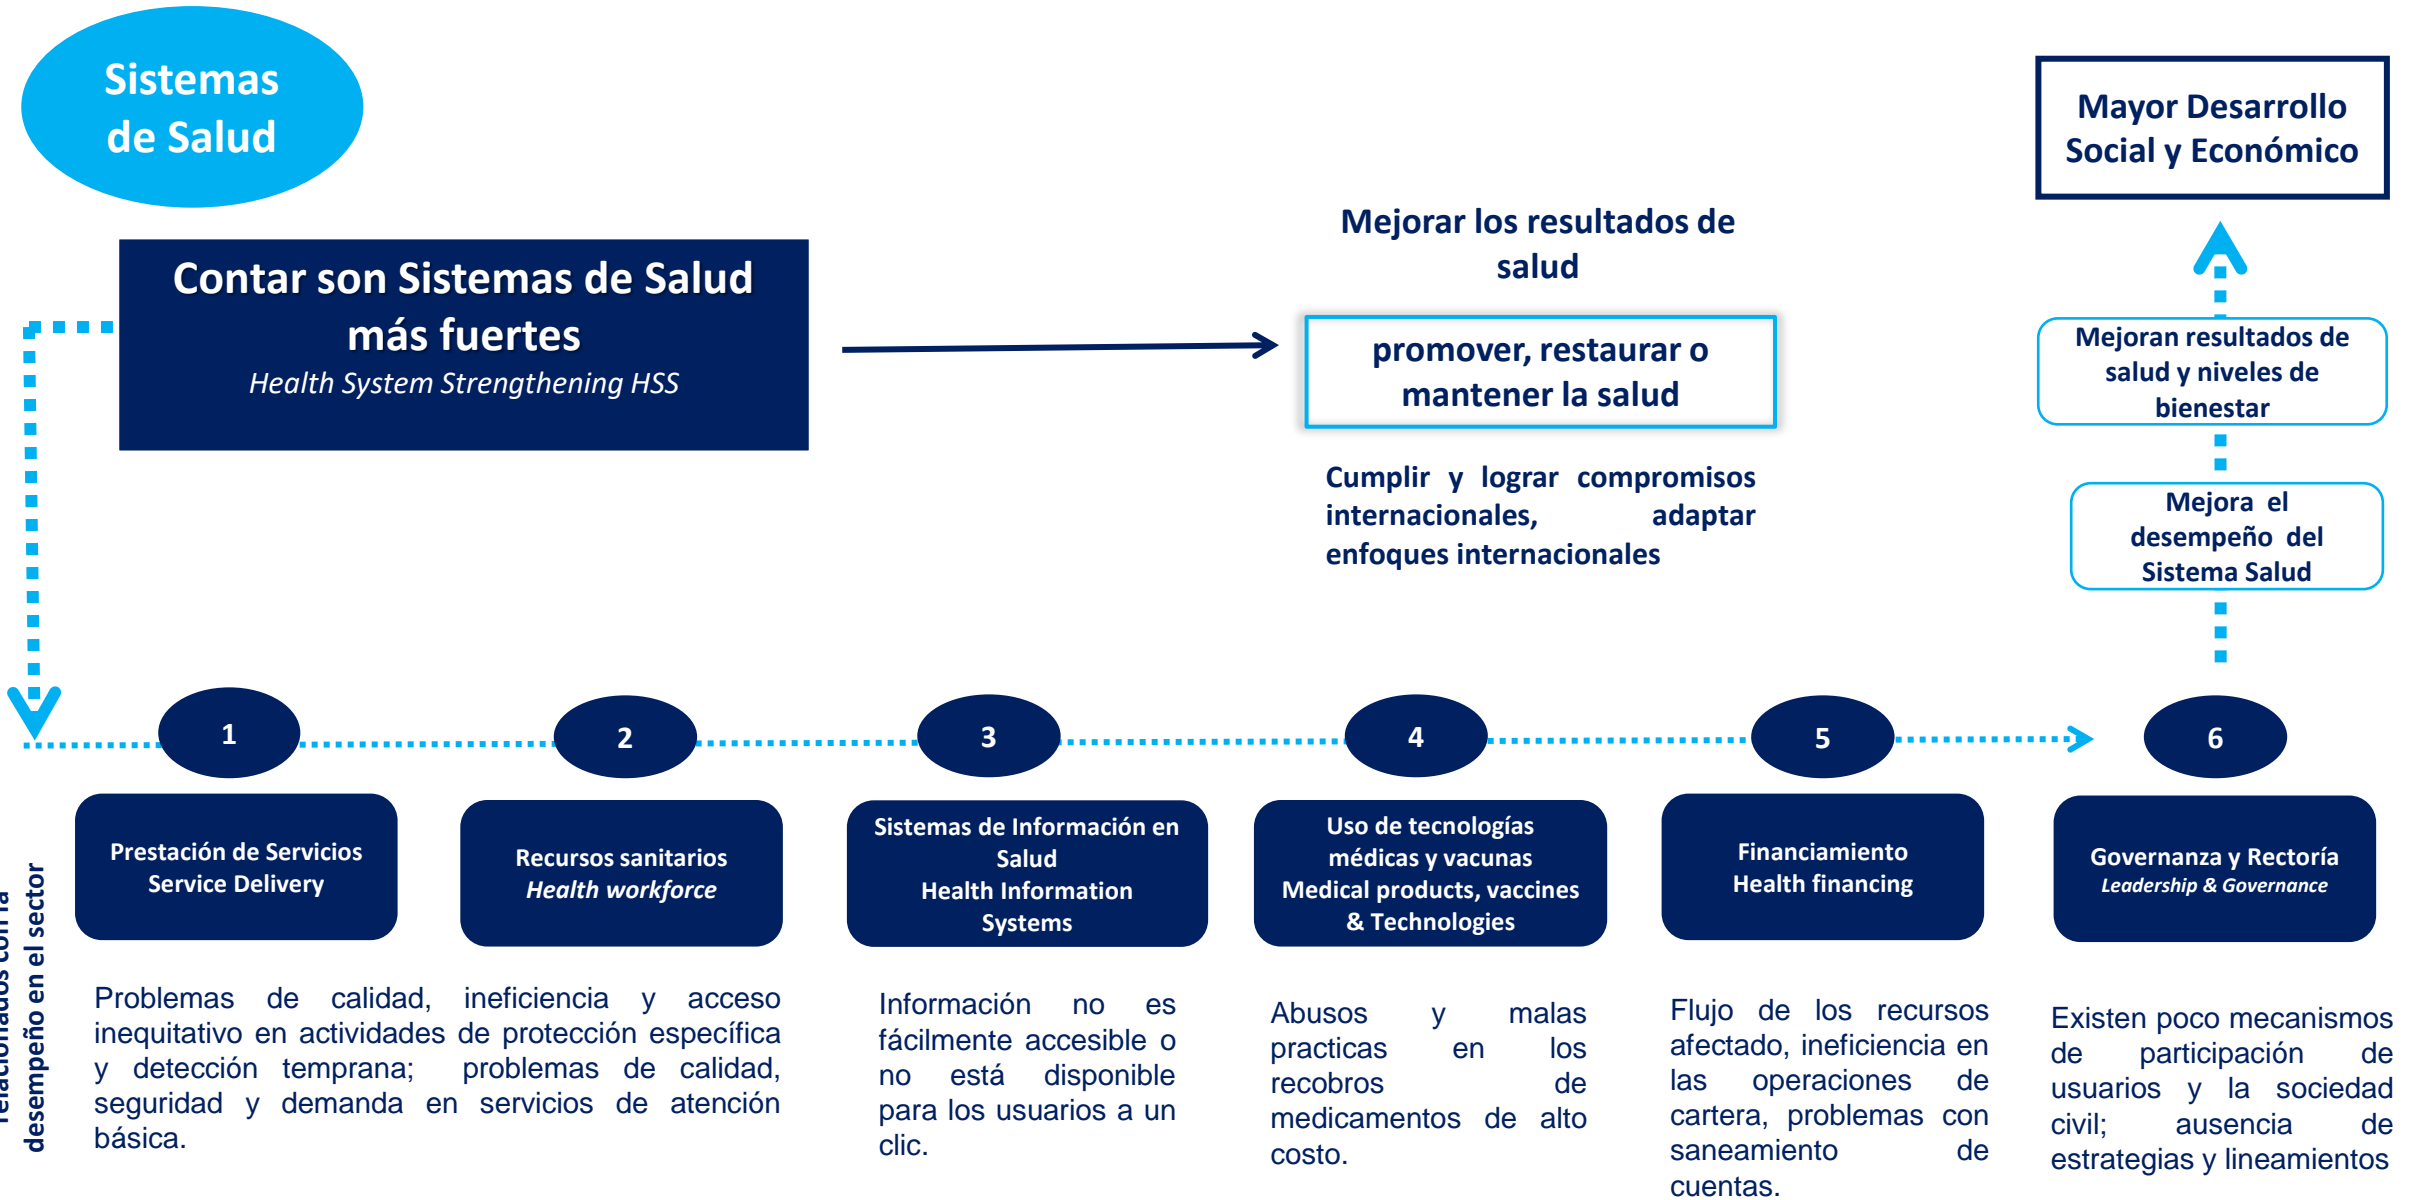 Sistemas
de Salud
Contar son Sistemas de Salud
más fuertes
Health System Strengthening HSS
Mejorar los resultados de
salud
promover, restaurar o
mantener la salud
Cumplir y lograr compromisos
internacionales, adaptar
enfoques internacionales
Mayor Desarrollo
Social y Económico
Mejoran resultados de
salud y niveles de
bienestar
Mejora el
desempeño del
Sistema Salud
1
2
3
4
5
6
Prestación de Servicios
Service Delivery
Recursos sanitarios
Health workforce
Sistemas de Información en
Salud
Health Information
Systems
Uso de tecnologías
médicas y vacunas
Medical products, vaccines
& Technologies
Financiamiento
Health financing
Governanza y Rectoría
Leadership & Governance
relacionados con la
desempeño en el sector
Problemas de calidad, ineficiencia y acceso
inequitativo en actividades de protección específica
y detección temprana; problemas de calidad,
seguridad y demanda en servicios de atención
básica.
Información no es
fácilmente accesible o
no está disponible
para los usuarios a un
clic.
Abusos y malas
practicas en los
recobros de
medicamentos de alto
costo.
Flujo de los recursos
afectado, ineficiencia en
las operaciones de
cartera, problemas con
saneamiento de
cuentas.
Existen poco mecanismos
de participación de
usuarios y la sociedad
civil; ausencia de
estrategias y lineamientos